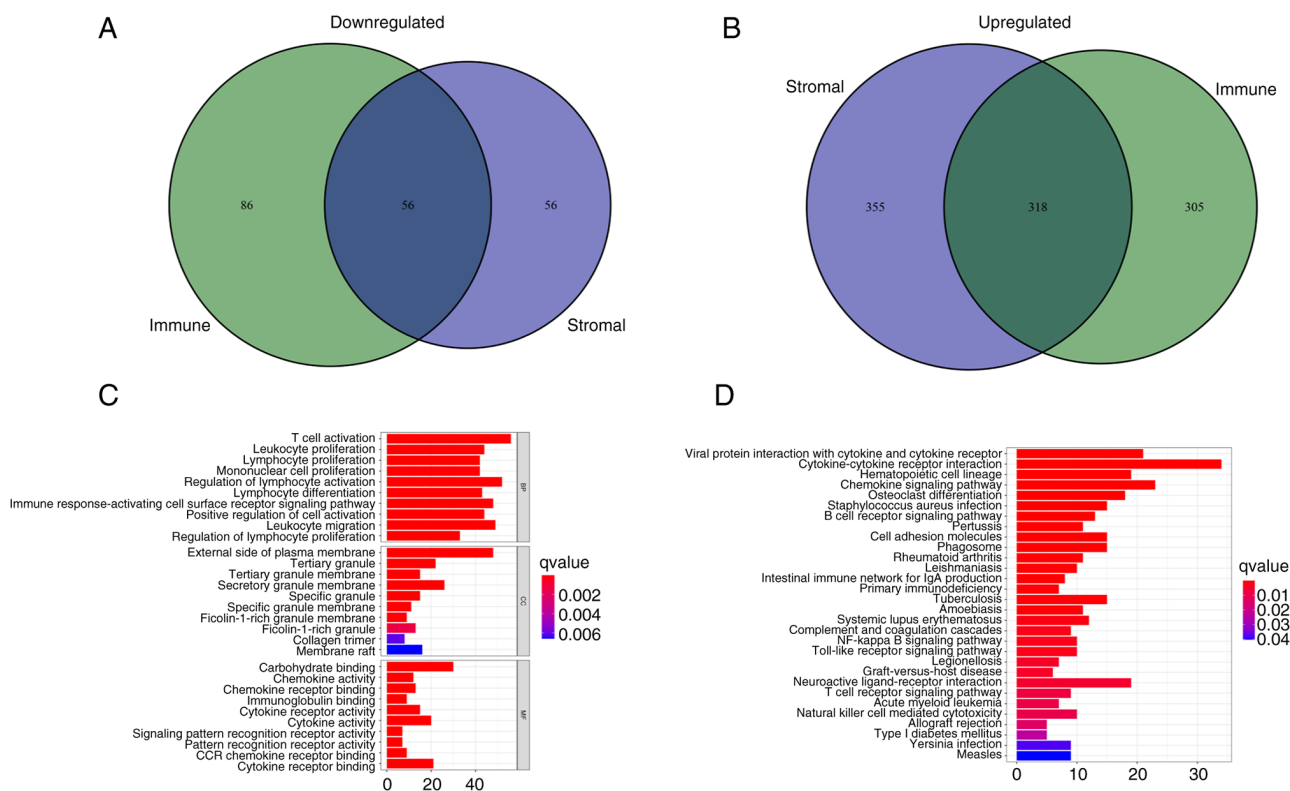 A
Downregulated
86
56
56
Immune
Stromal
B
Upregulated
Stromal
Immune
355
318
305
C
T cell activation
Leukocyte proliferation
Lymphocyte proliferation
Mononuclear cell proliferation
Regulation of lymphocyte activation
Lymphocyte differentiation
Immune response-activating cell surface receptor signaling pathway
Positive regulation of cell activation
Leukocyte migration
Regulation of lymphocyte proliferation
BP
External side of plasma membrane
Tertiary granule
Tertiary granule membrane
Secretory granule membrane
Specific granule
Specific granule membrane
Ficolin-1-rich granule membrane
Ficolin-1-rich granule
Collagen trimer
Membrane raft
CC
Carbohydrate binding
Chemokine activity
Chemokine receptor binding
Immunoglobulin binding
Cytokine receptor activity
Cytokine activity
Signaling pattern recognition receptor activity
Pattern recognition receptor activity
CCR chemokine receptor binding
Cytokine receptor binding
MF
0 20 40
qvalue
0.002
0.004
0.006
D
Viral protein interaction with cytokine and cytokine receptor
Cytokine-cytokine receptor interaction
Hematopoietic cell lineage
Chemokine signaling pathway
Osteoclast differentiation
Staphylococcus aureus infection
B cell receptor signaling pathway
Pertussis
Cell adhesion molecules
Phagosome
Rheumatoid arthritis
Leishmaniasis
Intestinal immune network for IgA production
Primary immunodeficiency
Tuberculosis
Amoebiasis
Systemic lupus erythematosus
Complement and coagulation cascades
NF-kappa B signaling pathway
Toll-like receptor signaling pathway
Legionellosis
Graft-versus-host disease
Neuroactive ligand-receptor interaction
T cell receptor signaling pathway
Acute myeloid leukemia
Natural killer cell mediated cytotoxicity
Allograft rejection
Type I diabetes mellitus
Yersinia infection
Measles
0 10 20 30
qvalue
0.01
0.02
0.03
0.04